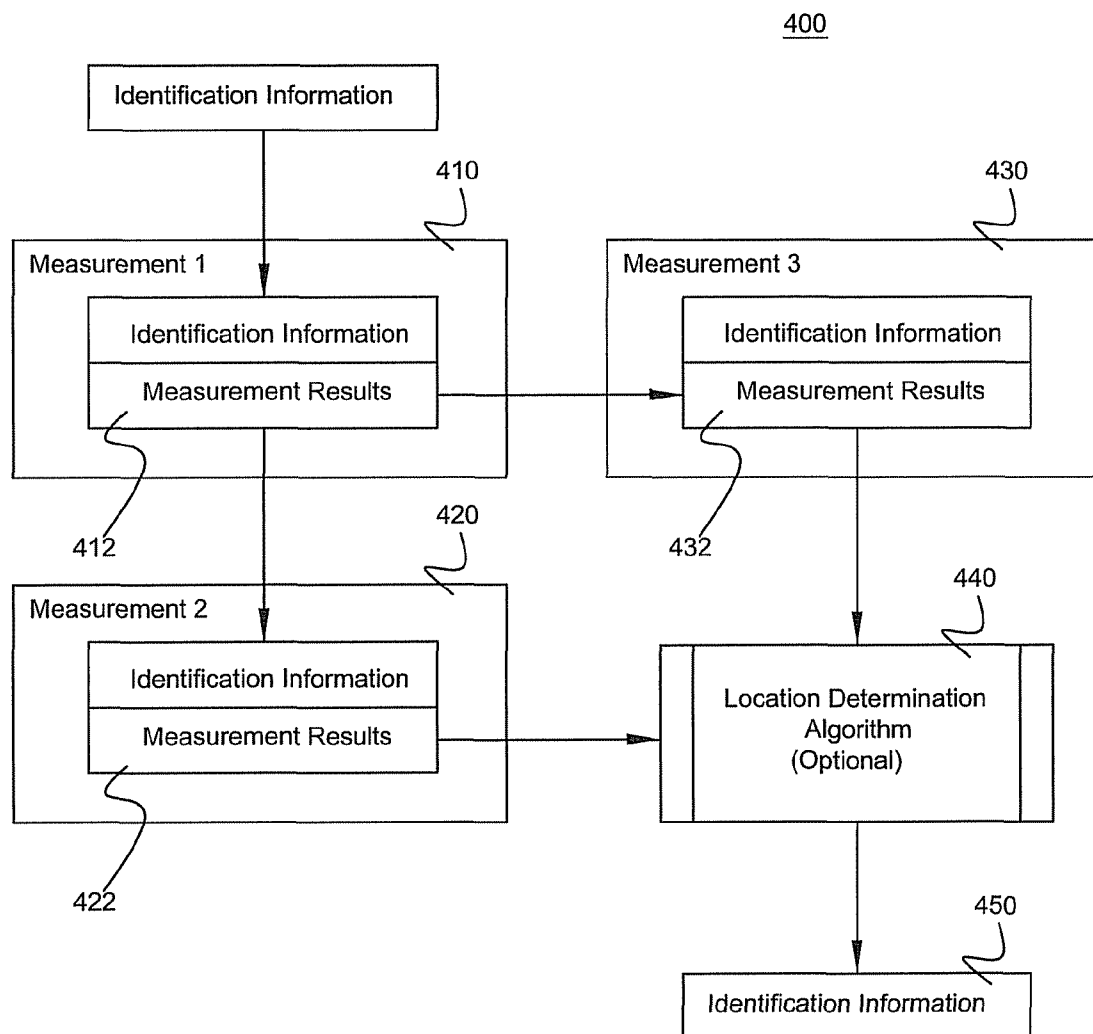 400
Identification Information
410
430
Measurement 1
Measurement 3
Identification Information
Identification Information
Measurement Results
Measurement Results
412
432
420
Measurement 2
440
Identification Information
Location Determination
Algorithm
(Optional)
Measurement Results
422
450
Identification Information